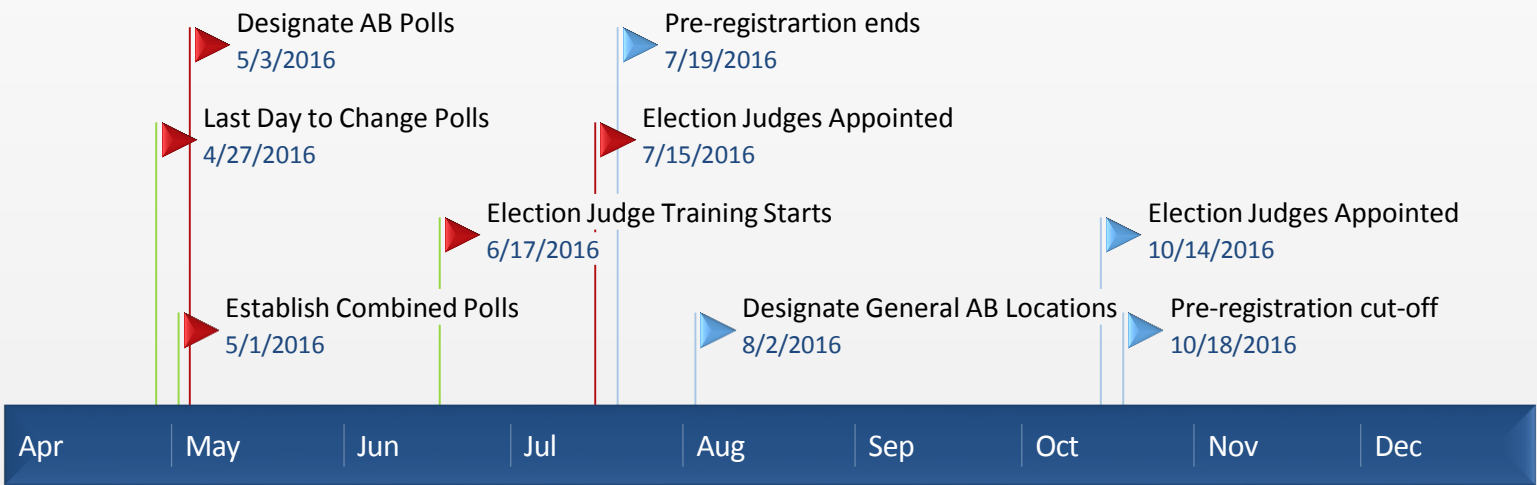 Designate AB Polls
5/3/2016
Pre-registrartion ends
7/19/2016
Last Day to Change Polls
4/27/2016
Election Judges Appointed
7/15/2016
Election Judge Training Starts
6/17/2016
Election Judges Appointed
10/14/2016
Establish Combined Polls
5/1/2016
Designate General AB Locations
8/2/2016
Pre-registration cut-off
10/18/2016
Apr May Jun Jul Aug Sep Oct Nov Dec